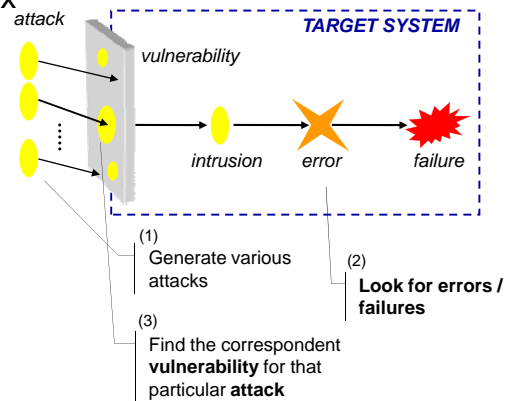 x
attack
TARGET SYSTEM
vulnerability
intrusion
error
failure
(1)
Generate various
attacks
(2)
Look for errors /
failures
(3)
Find the correspondent
vulnerability for that
particular attack